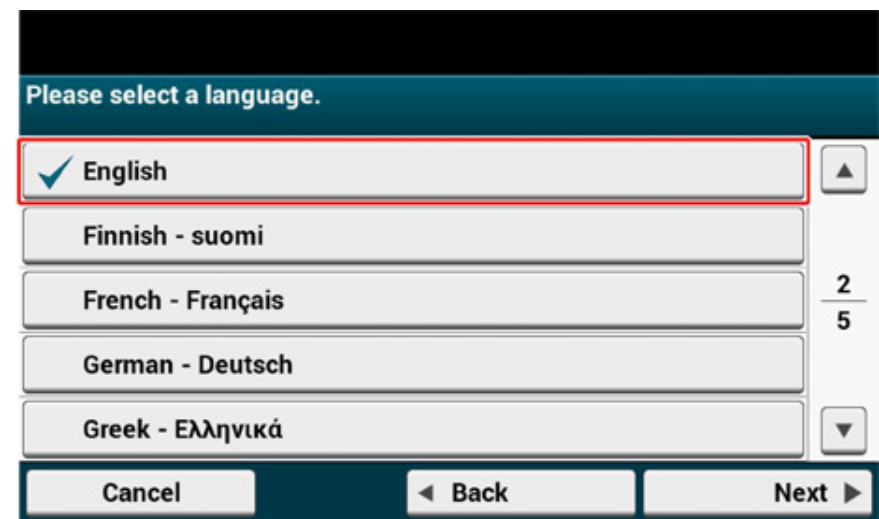 Please select a language.
English
Finnish - suomi
French - Français
2
5
German - Deutsch
Greek - Ελληνικά
Cancel
Back
Next